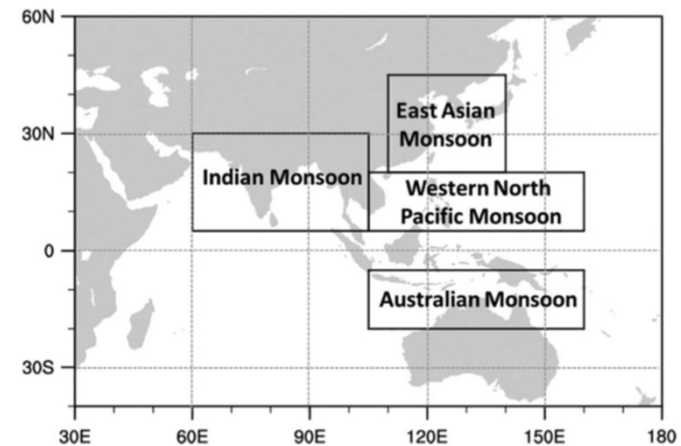 60N
East Asian
Monsoon
30N
Indian Monsoon
Western North
Pacific Monsoon
0
Australian Monsoon
30S
30E 60E 90E 120E 150E 180